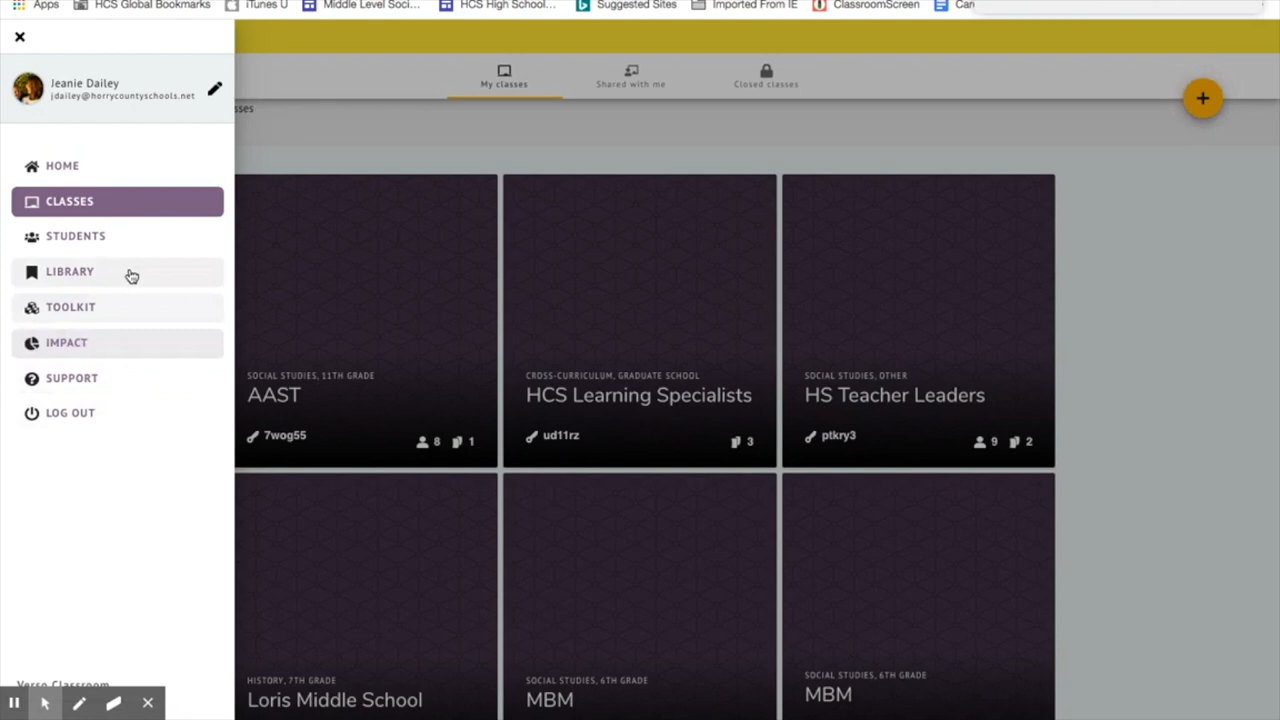 Apps HCS Global Bookmarks iTunes U Middle Level Soci... HCS High School... Suggested Sites Imported From IE ClassroomScreen
Jeanie Dailey
jdailey@horrycountyschools.net
My classes Shared with me Closed classes
sses
+
HOME
CLASSES
STUDENTS
LIBRARY
TOOLKIT
IMPACT
SUPPORT
LOG OUT
SOCIAL STUDIES, 11TH GRADE
AAST
7wog55 8 1
CROSS-CURRICULUM, GRADUATE SCHOOL
HCS Learning Specialists
ud11rz 3
SOCIAL STUDIES, OTHER
HS Teacher Leaders
ptkry3 9 2
HISTORY, 7TH GRADE
Loris Middle School
SOCIAL STUDIES, 6TH GRADE
MBM
SOCIAL STUDIES, 6TH GRADE
MBM
Verso Classroom